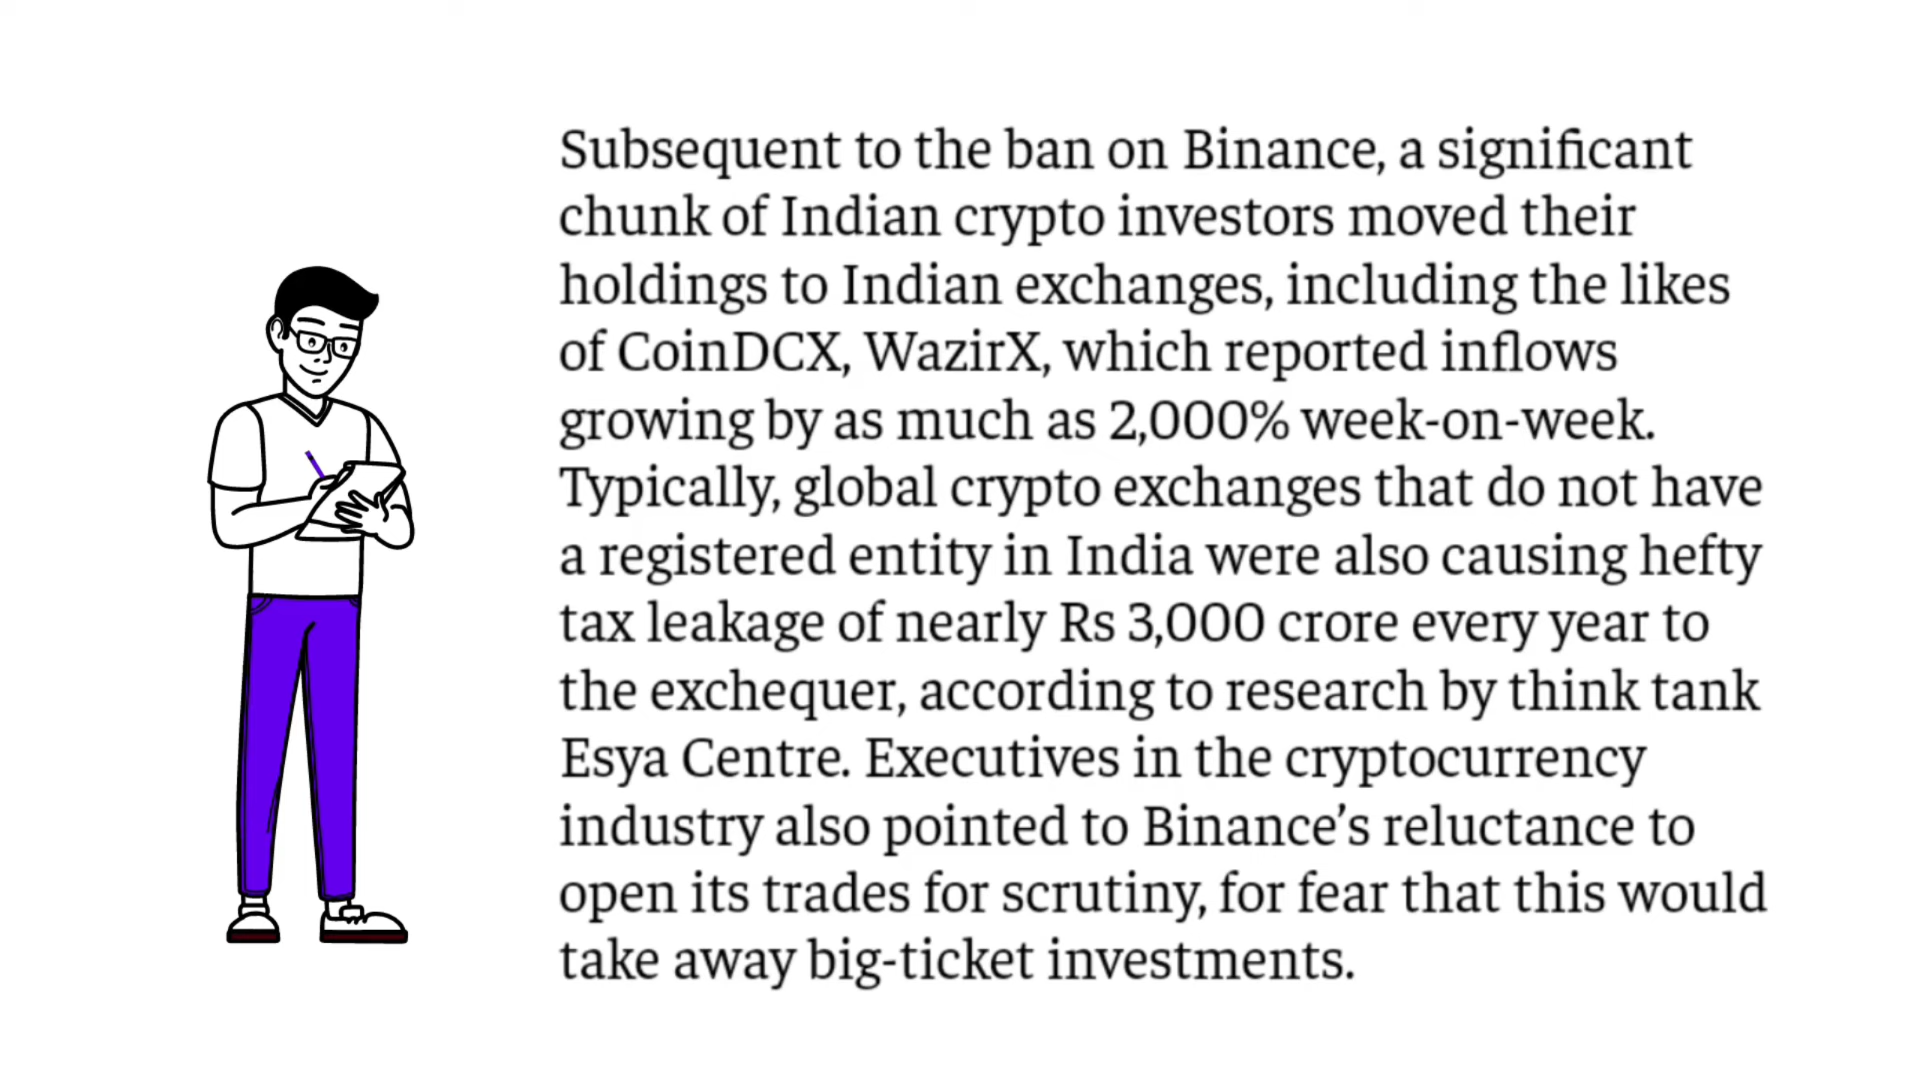 Subsequent to the ban on Binance, a significant
chunk of Indian crypto investors moved their
holdings to Indian exchanges, including the likes
of CoinDCX, WazirX, which reported inflows
growing by as much as 2,000% week-on-week.
Typically, global crypto exchanges that do not have
a registered entity in India were also causing hefty
tax leakage of nearly Rs 3,000 crore every year to
the exchequer, according to research by think tank
Esya Centre. Executives in the cryptocurrency
industry also pointed to Binance’s reluctance to
open its trades for scrutiny, for fear that this would
take away big-ticket investments.